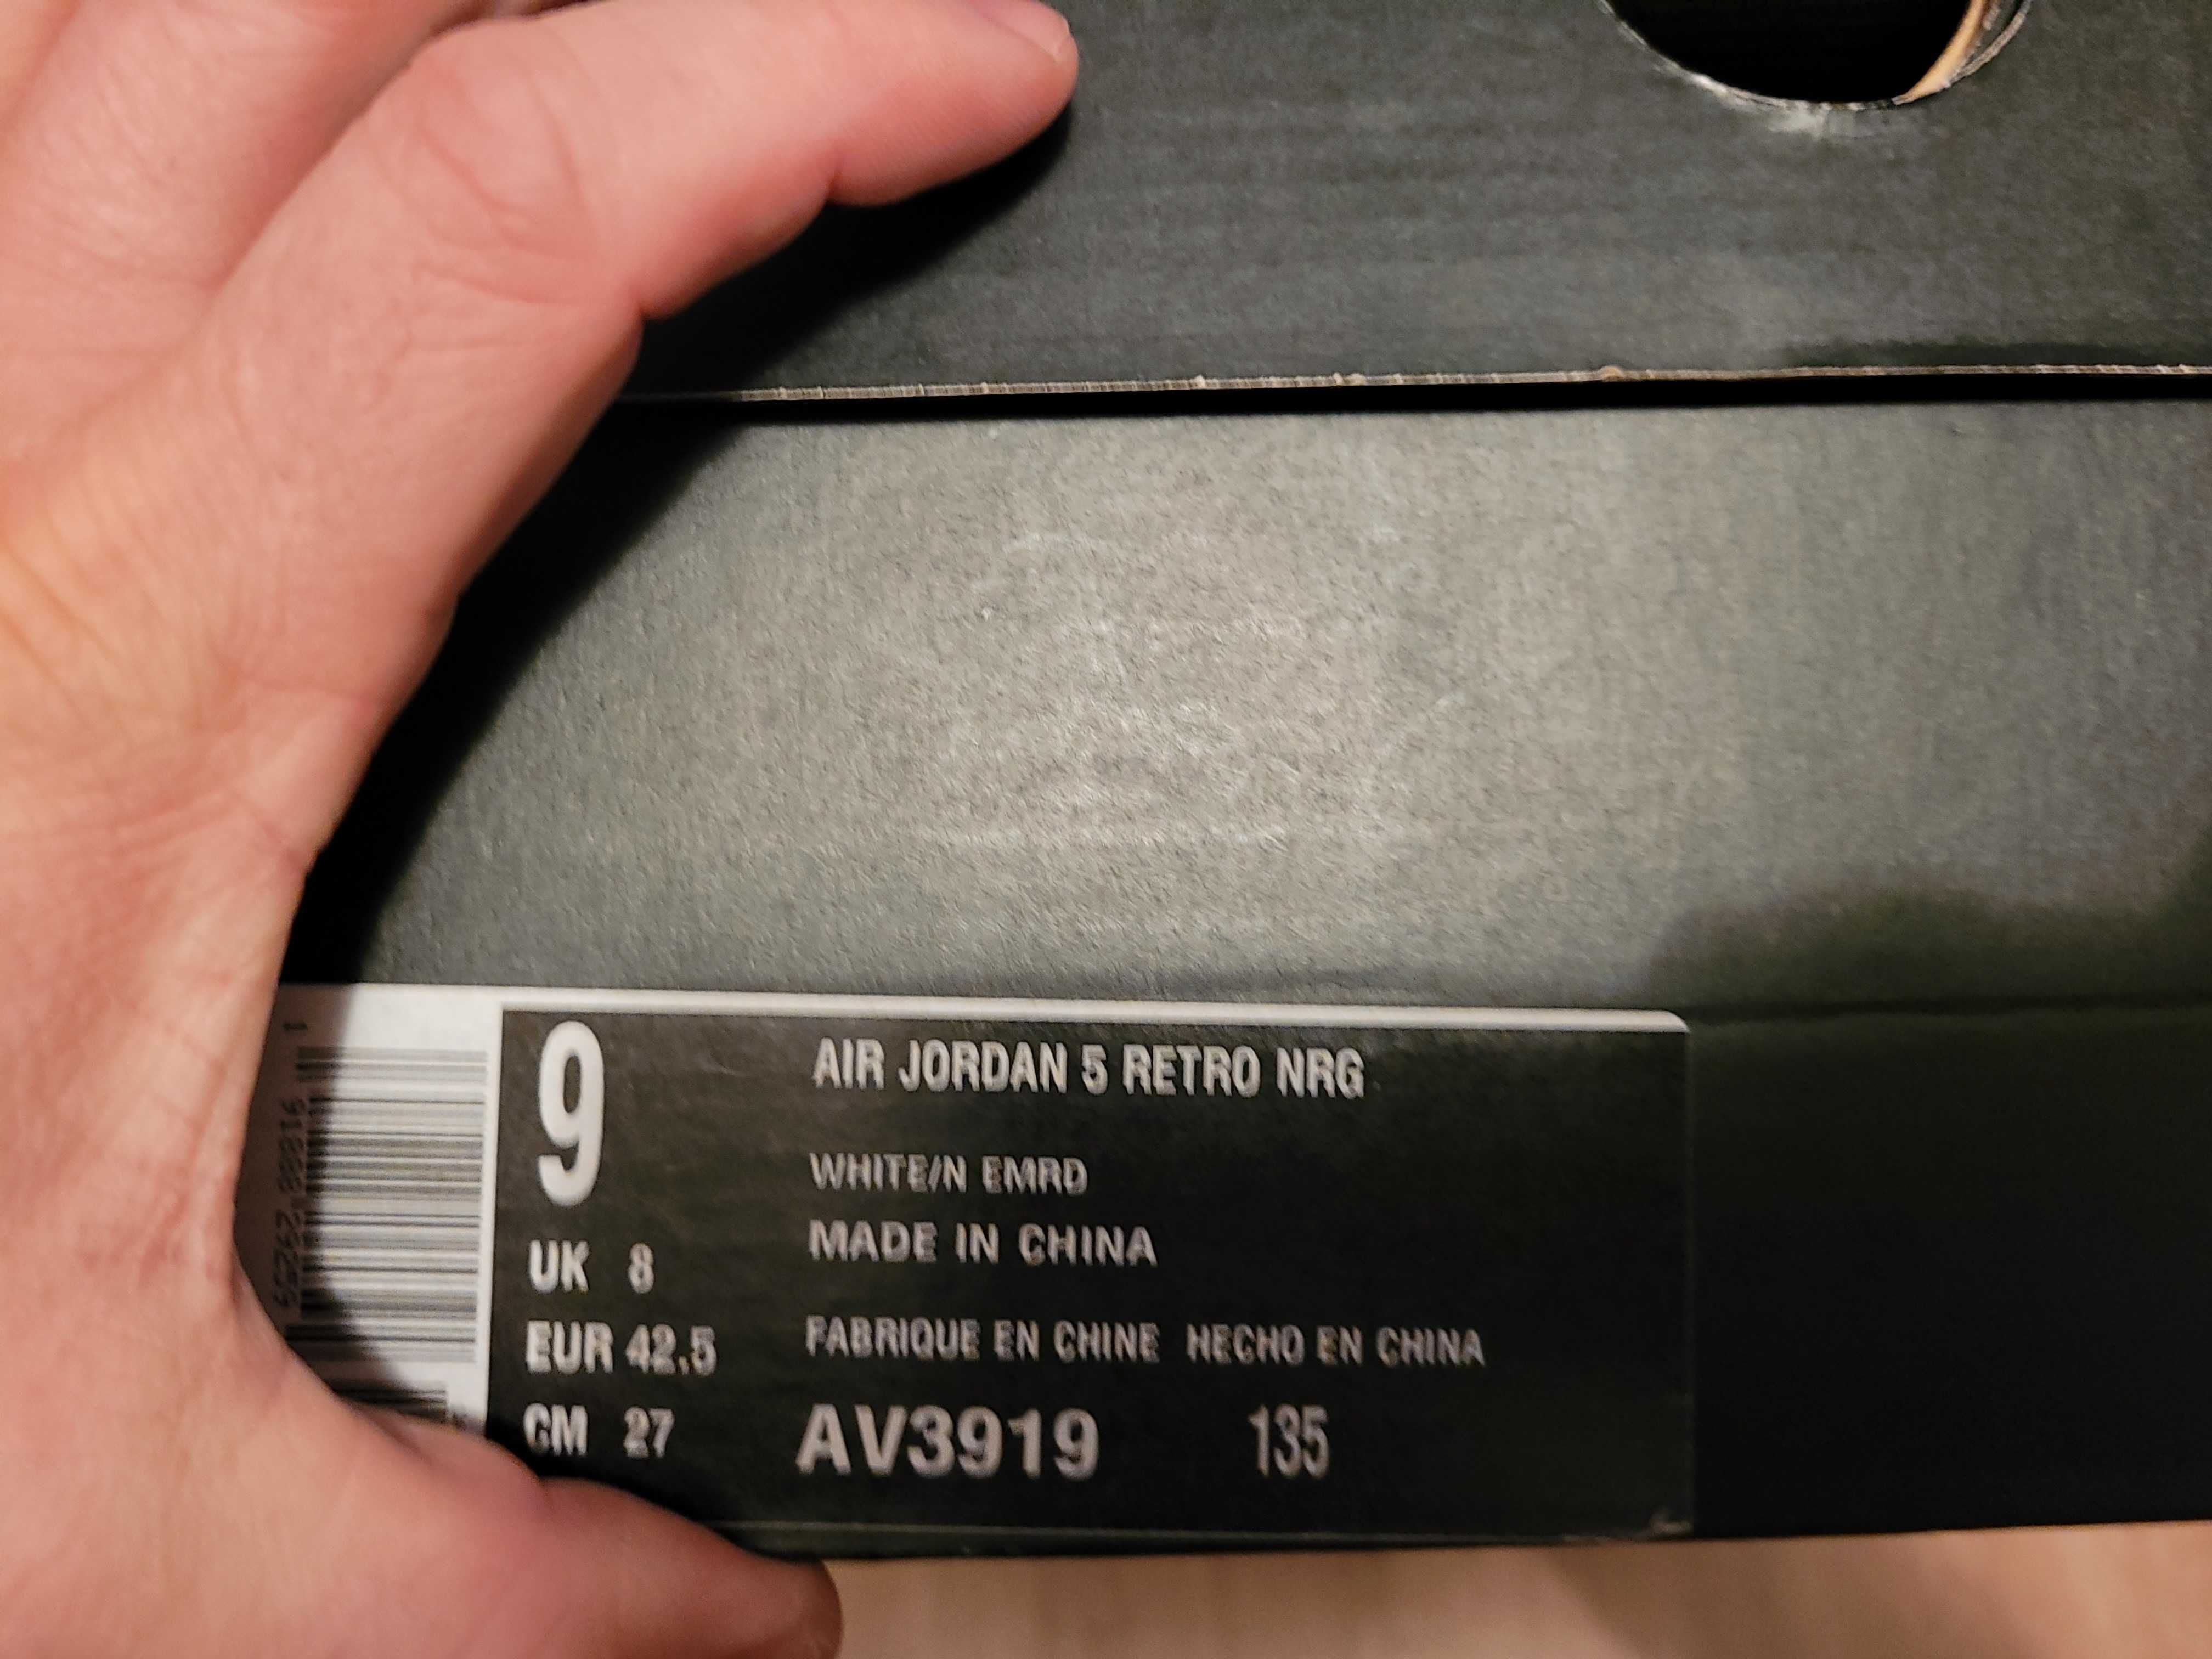 9
UK 8
EUR 42.5
CM 27
AIR JORDAN 5 RETRO NRG
WHITE/N EMRD
MADE IN CHINA
FABRIQUE EN CHINE HECHO EN CHINA
AV3919 135